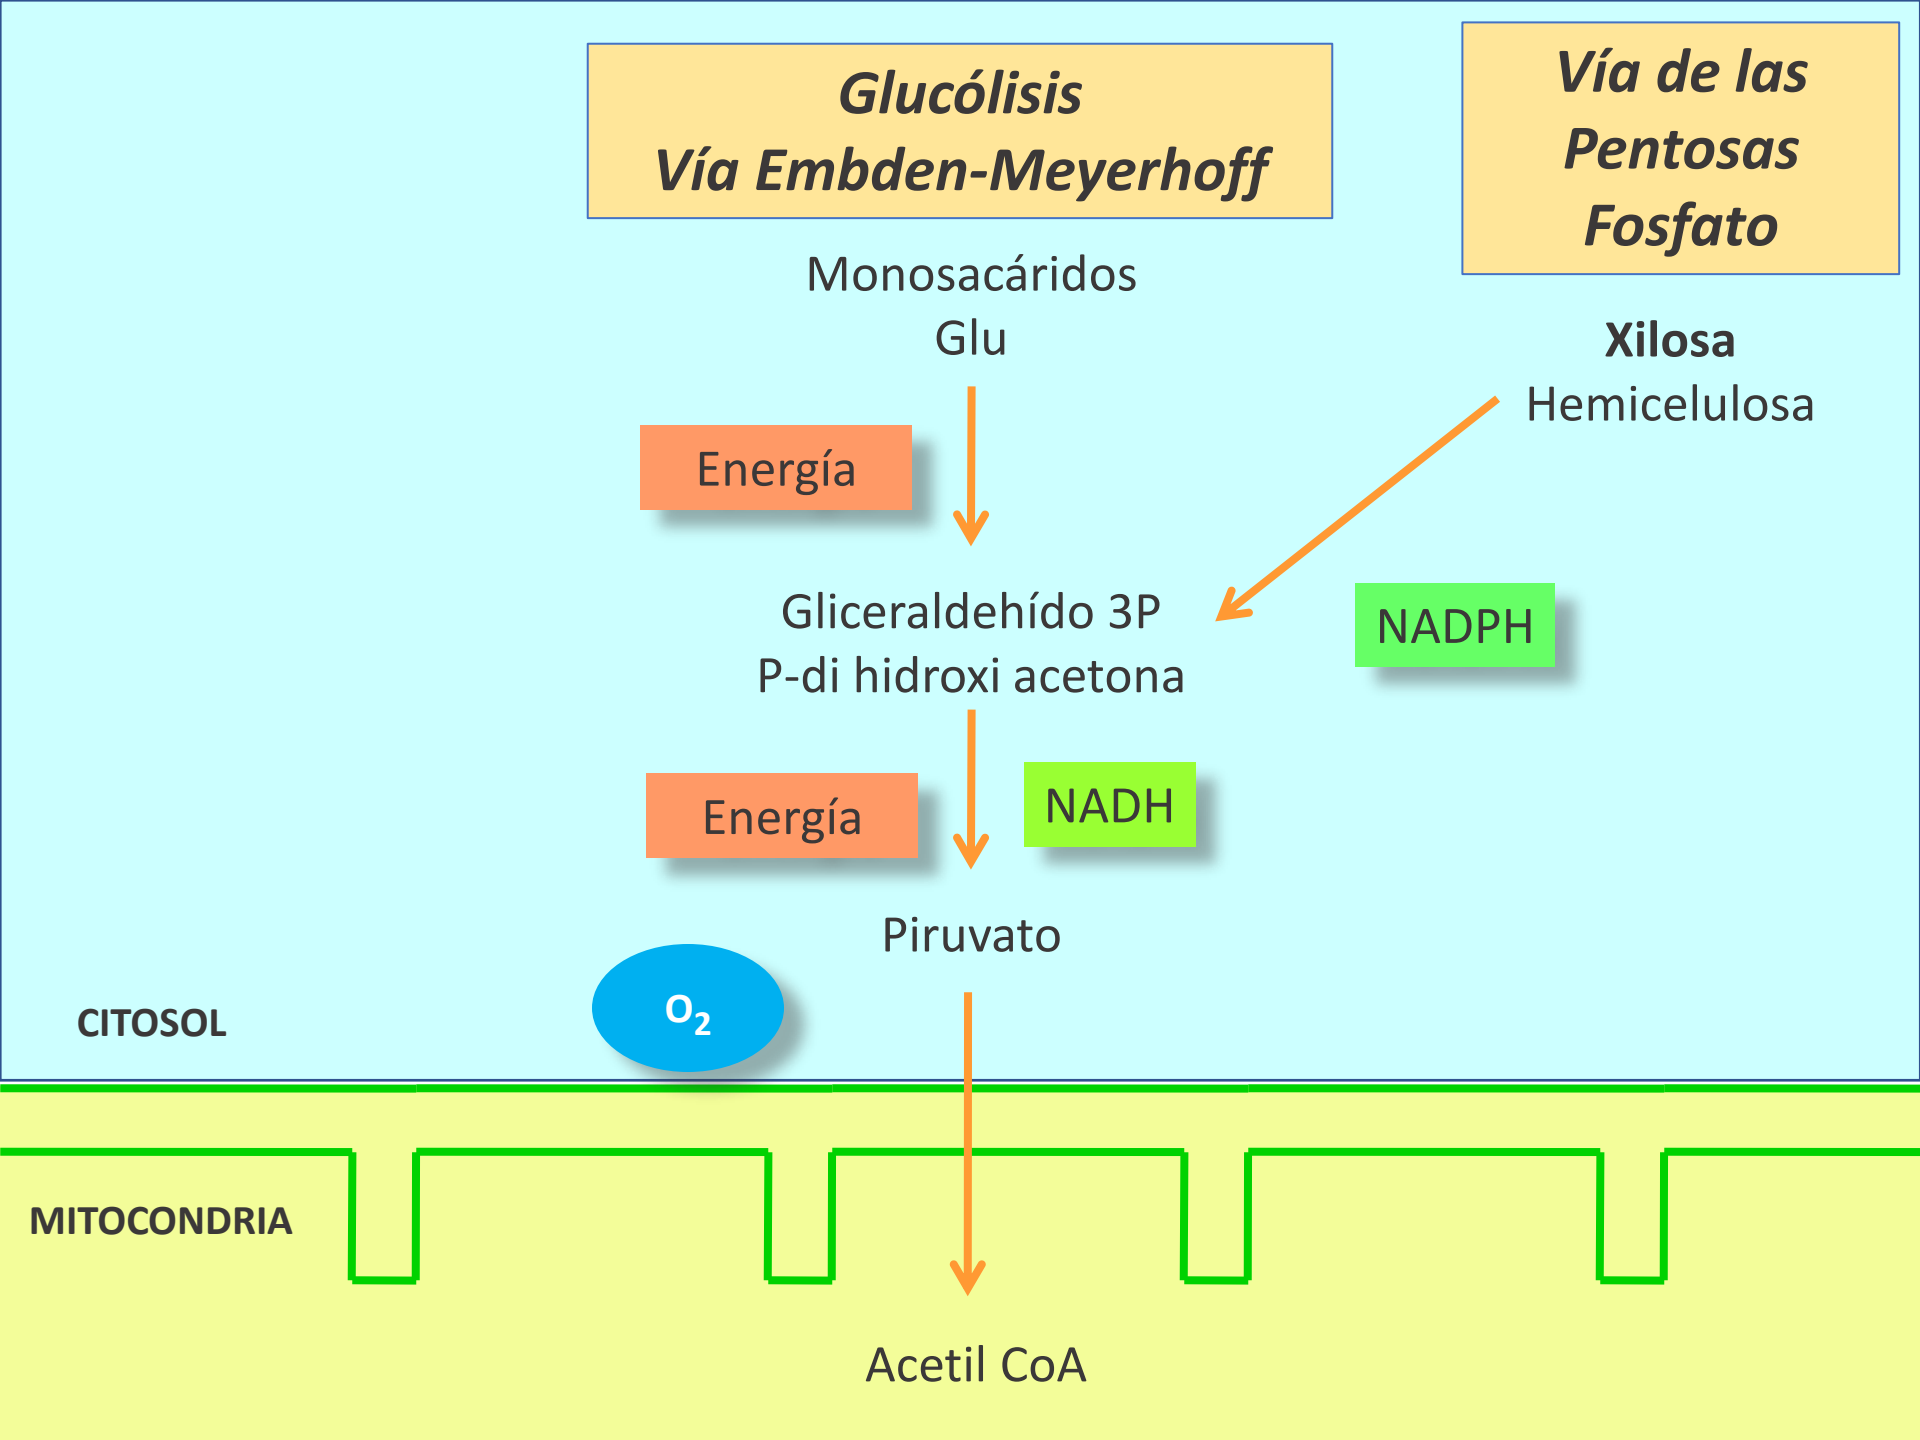 Glucólisis
Vía Embden-Meyerhoff
Vía de las
Pentosas
Fosfato
Monosacáridos
Glu
Xilosa
Hemicelulosa
Energía
Gliceraldehído 3P
P-di hidroxi acetona
NADPH
Energía
NADH
Piruvato
O₂
CITOSOL
MITOCONDRIA
Acetil CoA